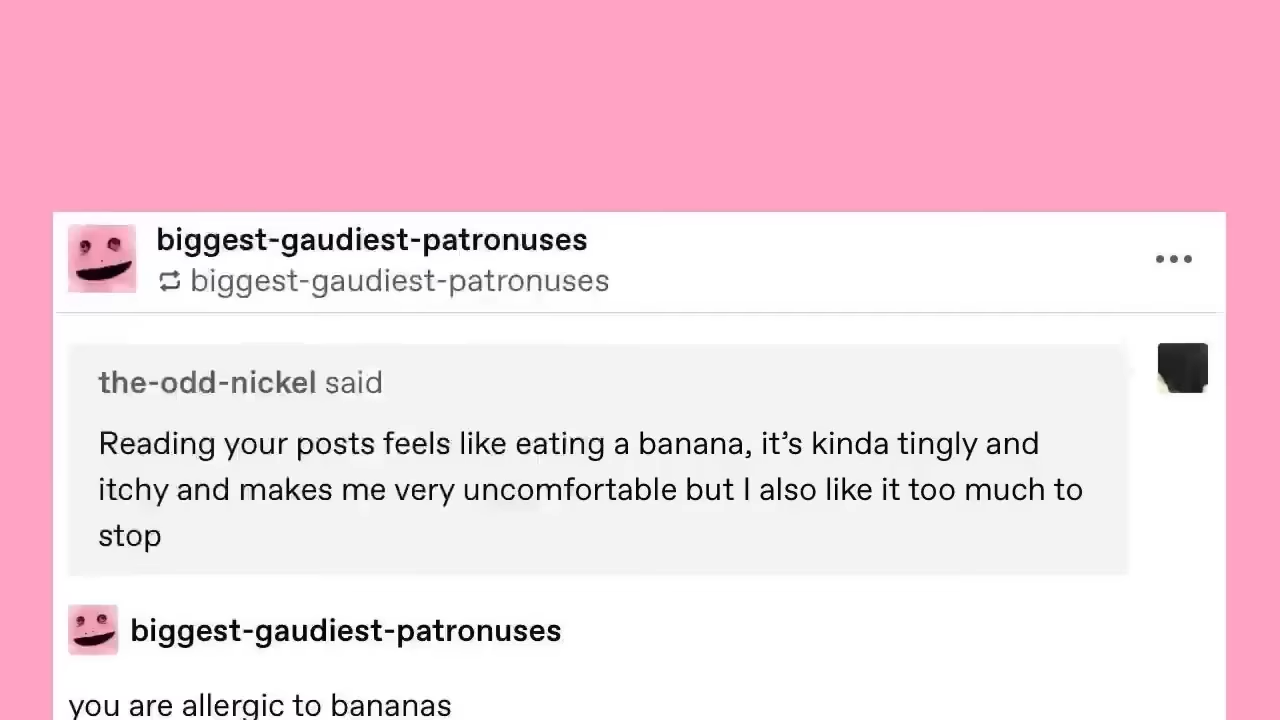 biggest-gaudiest-patronuses
biggest-gaudiest-patronuses
the-odd-nickel said
Reading your posts feels like eating a banana, it’s kinda tingly and
itchy and makes me very uncomfortable but I also like it too much to
stop
biggest-gaudiest-patronuses
you are allergic to bananas